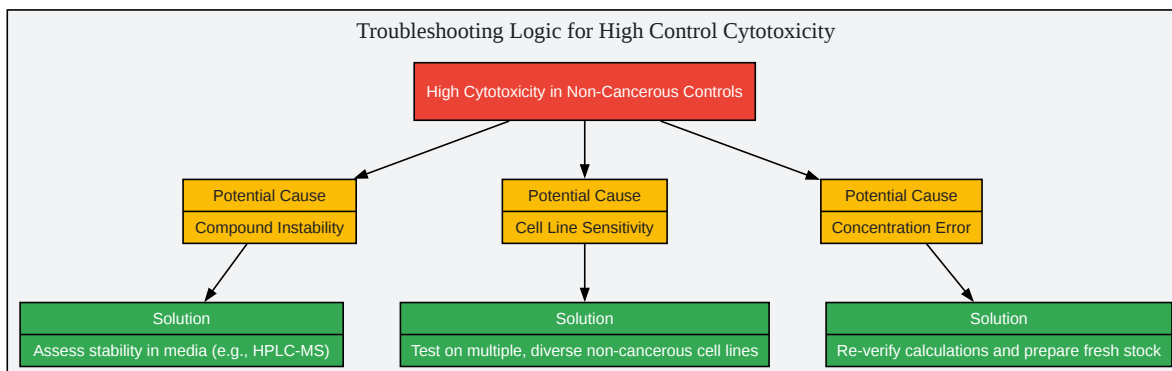 Troubleshooting Logic for High Control Cytotoxicity
High Cytotoxicity in Non-Cancerous Controls
Potential Cause
Compound Instability
Potential Cause
Cell Line Sensitivity
Potential Cause
Concentration Error
Solution
Assess stability in media (e.g., HPLC-MS)
Solution
Test on multiple, diverse non-cancerous cell lines
Solution
Re-verify calculations and prepare fresh stock